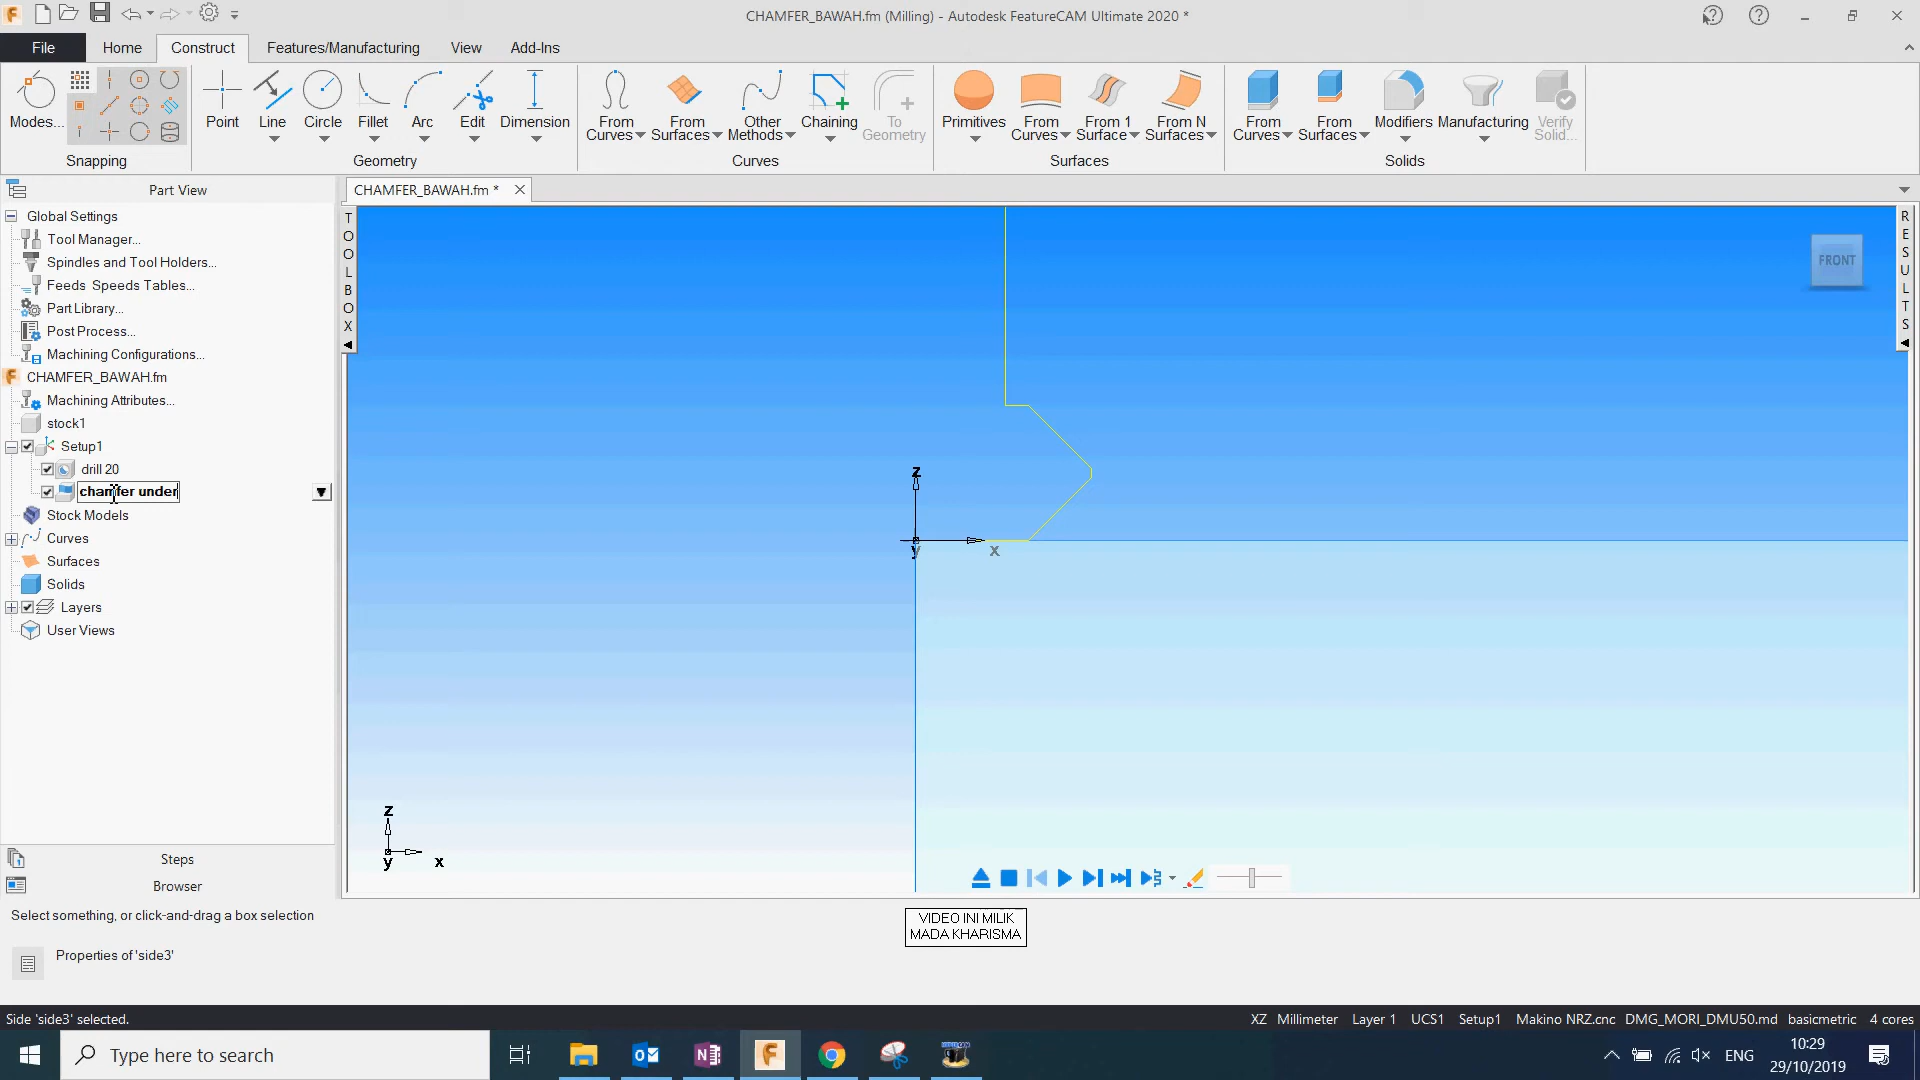 CHAMFER_BAWAH.fm (Milling) - Autodesk FeatureCAM Ultimate 2020 *
File Home Construct Features/Manufacturing View Add-Ins
Modes... Point Line Circle Fillet Arc Edit Dimension From Curves From Surfaces Other Methods Chaining To Geometry Primitives From Curves From 1 Surface From N Surfaces From Curves From Surfaces Modifiers Manufacturing Verify Solid...
Snapping Geometry Curves Surfaces Solids
Part View
CHAMFER_BAWAH.fm *
Global Settings
Tool Manager...
Spindles and Tool Holders...
Feeds Speeds Tables...
Part Library...
Post Process...
Machining Configurations...
CHAMFER_BAWAH.fm
Machining Attributes...
stock1
Setup1
drill 20
chamfer under
Stock Models
Curves
Surfaces
Solids
Layers
User Views
Steps
Browser
TOOLBOX
RESULTS
FRONT
z
y
x
z
y
x
Select something, or click-and-drag a box selection
Properties of 'side3'
VIDEO INI MILIK
MADA KHARISMA
Side 'side3' selected.
XZ Millimeter Layer 1 UCS1 Setup1 Makino NRZ.cnc DMG_MORI_DMU50.md basicmetric 4 cores
Type here to search
ENG
10:29
29/10/2019